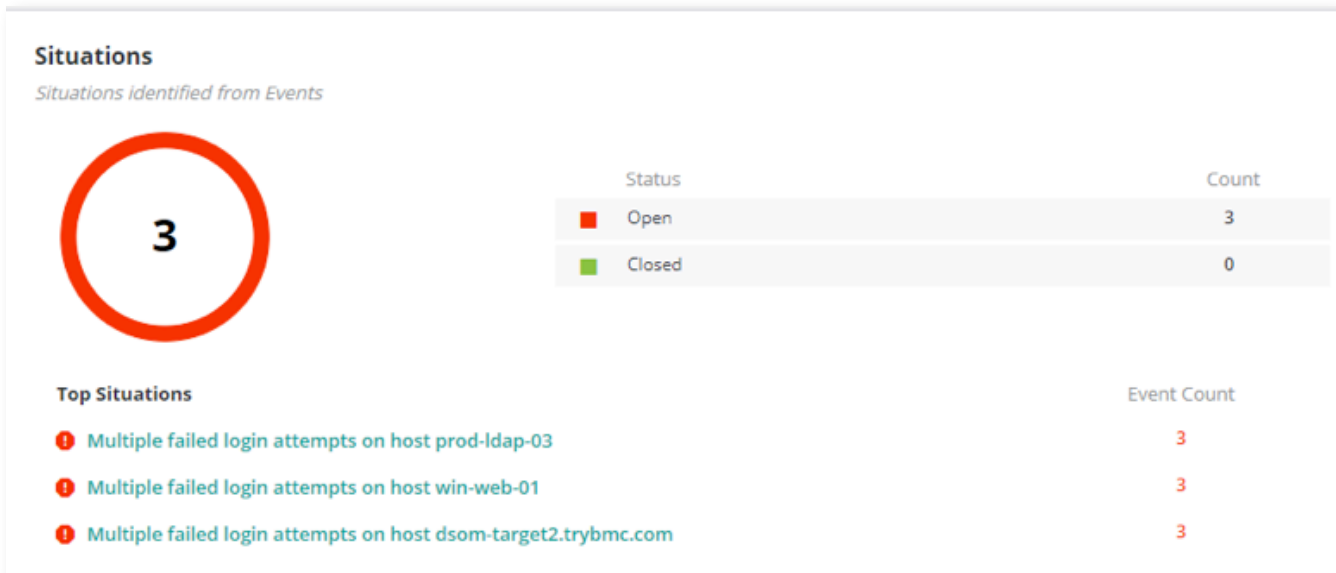 Situations
Situations identified from Events
3
Status Count
Open 3
Closed 0
Top Situations Event Count
Multiple failed login attempts on host prod-ldap-03 3
Multiple failed login attempts on host win-web-01 3
Multiple failed login attempts on host dsom-target2.trybmc.com 3